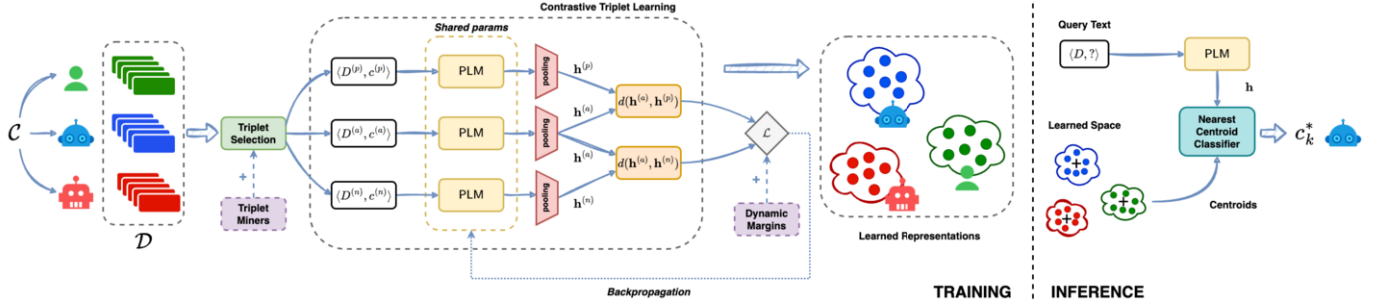 Contrastive Triplet Learning
Shared params
𝒞
𝒟
Triplet
Selection
+
Triplet
Miners
⟨D^(p), c^(p)⟩
⟨D^(a), c^(a)⟩
⟨D^(n), c^(n)⟩
PLM
PLM
PLM
pooling
pooling
pooling
h^(p)
h^(a)
h^(a)
h^(n)
d(h^(a), h^(p))
d(h^(a), h^(n))
ℒ
+
Dynamic
Margins
Backpropagation
Learned Representations
TRAINING
INFERENCE
Query Text
⟨D, ?⟩
PLM
h
Learned Space
Nearest
Centroid
Classifier
c*_k
+
+
+
Centroids